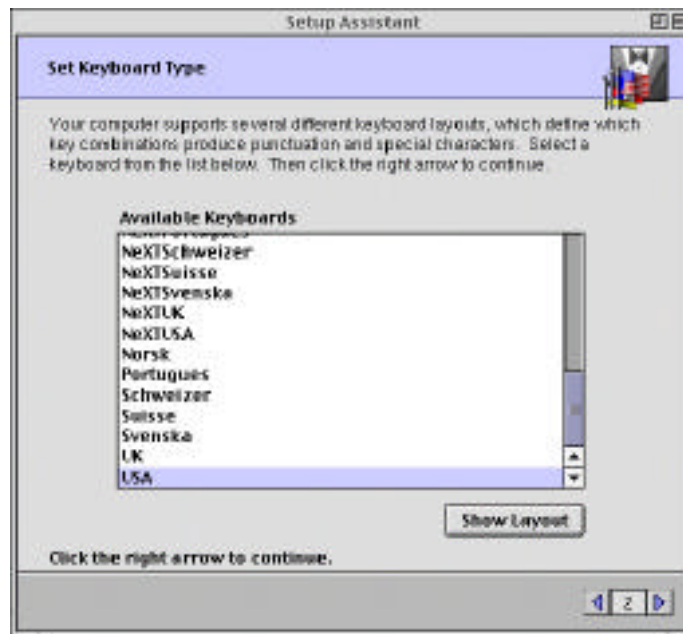 Setup Assistant
Set Keyboard Type
Your computer supports several different keyboard layouts, which define which
key combinations produce punctuation and special characters. Select a
keyboard from the list below. Then click the right arrow to continue.
Available Keyboards
NeXTSchweizer
NeXTSuisse
NeXTSvenska
NeXTUK
NeXTUSA
Norsk
Portugues
Schweizer
Suisse
Svenska
UK
USA
Show Layout
Click the right arrow to continue.
2